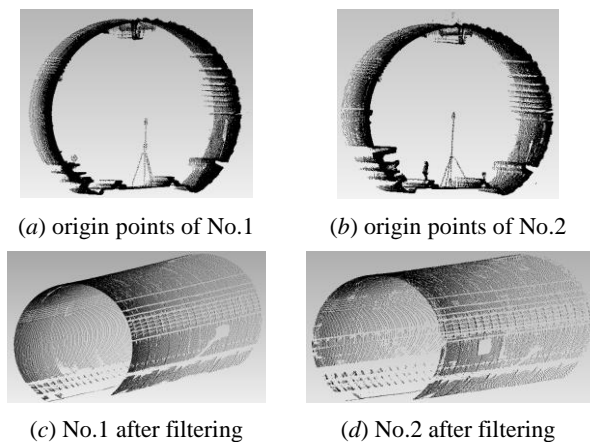 (a) origin points of No.1
(b) origin points of No.2
(c) No.1 after filtering
(d) No.2 after filtering